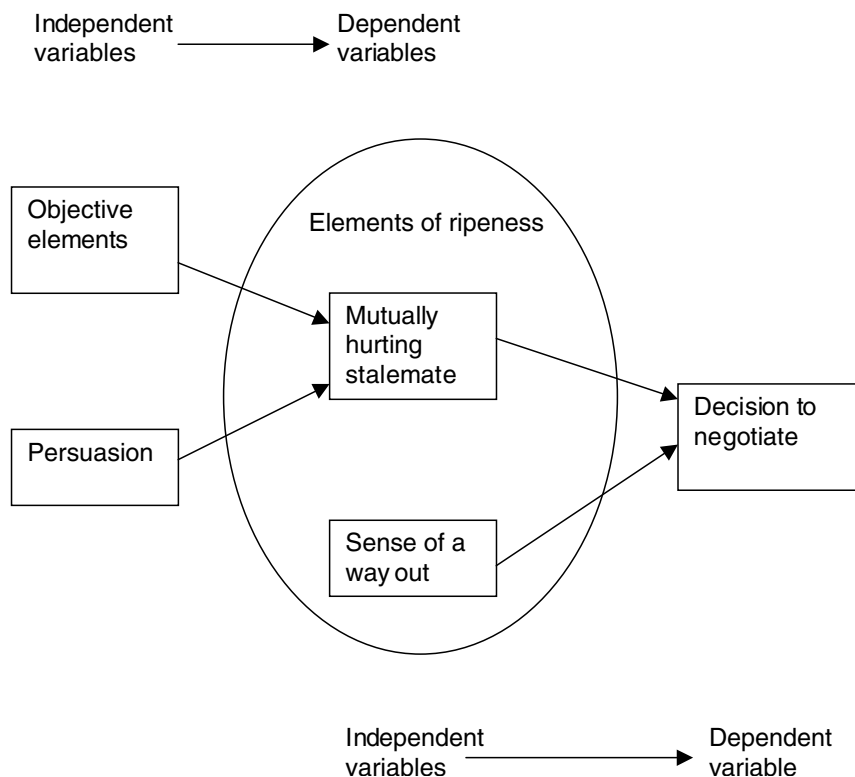 Independent
variables
Dependent
variables
Objective
elements
Elements of ripeness
Mutually
hurting
stalemate
Decision to
negotiate
Persuasion
Sense of a
way out
Independent
variables
Dependent
variable